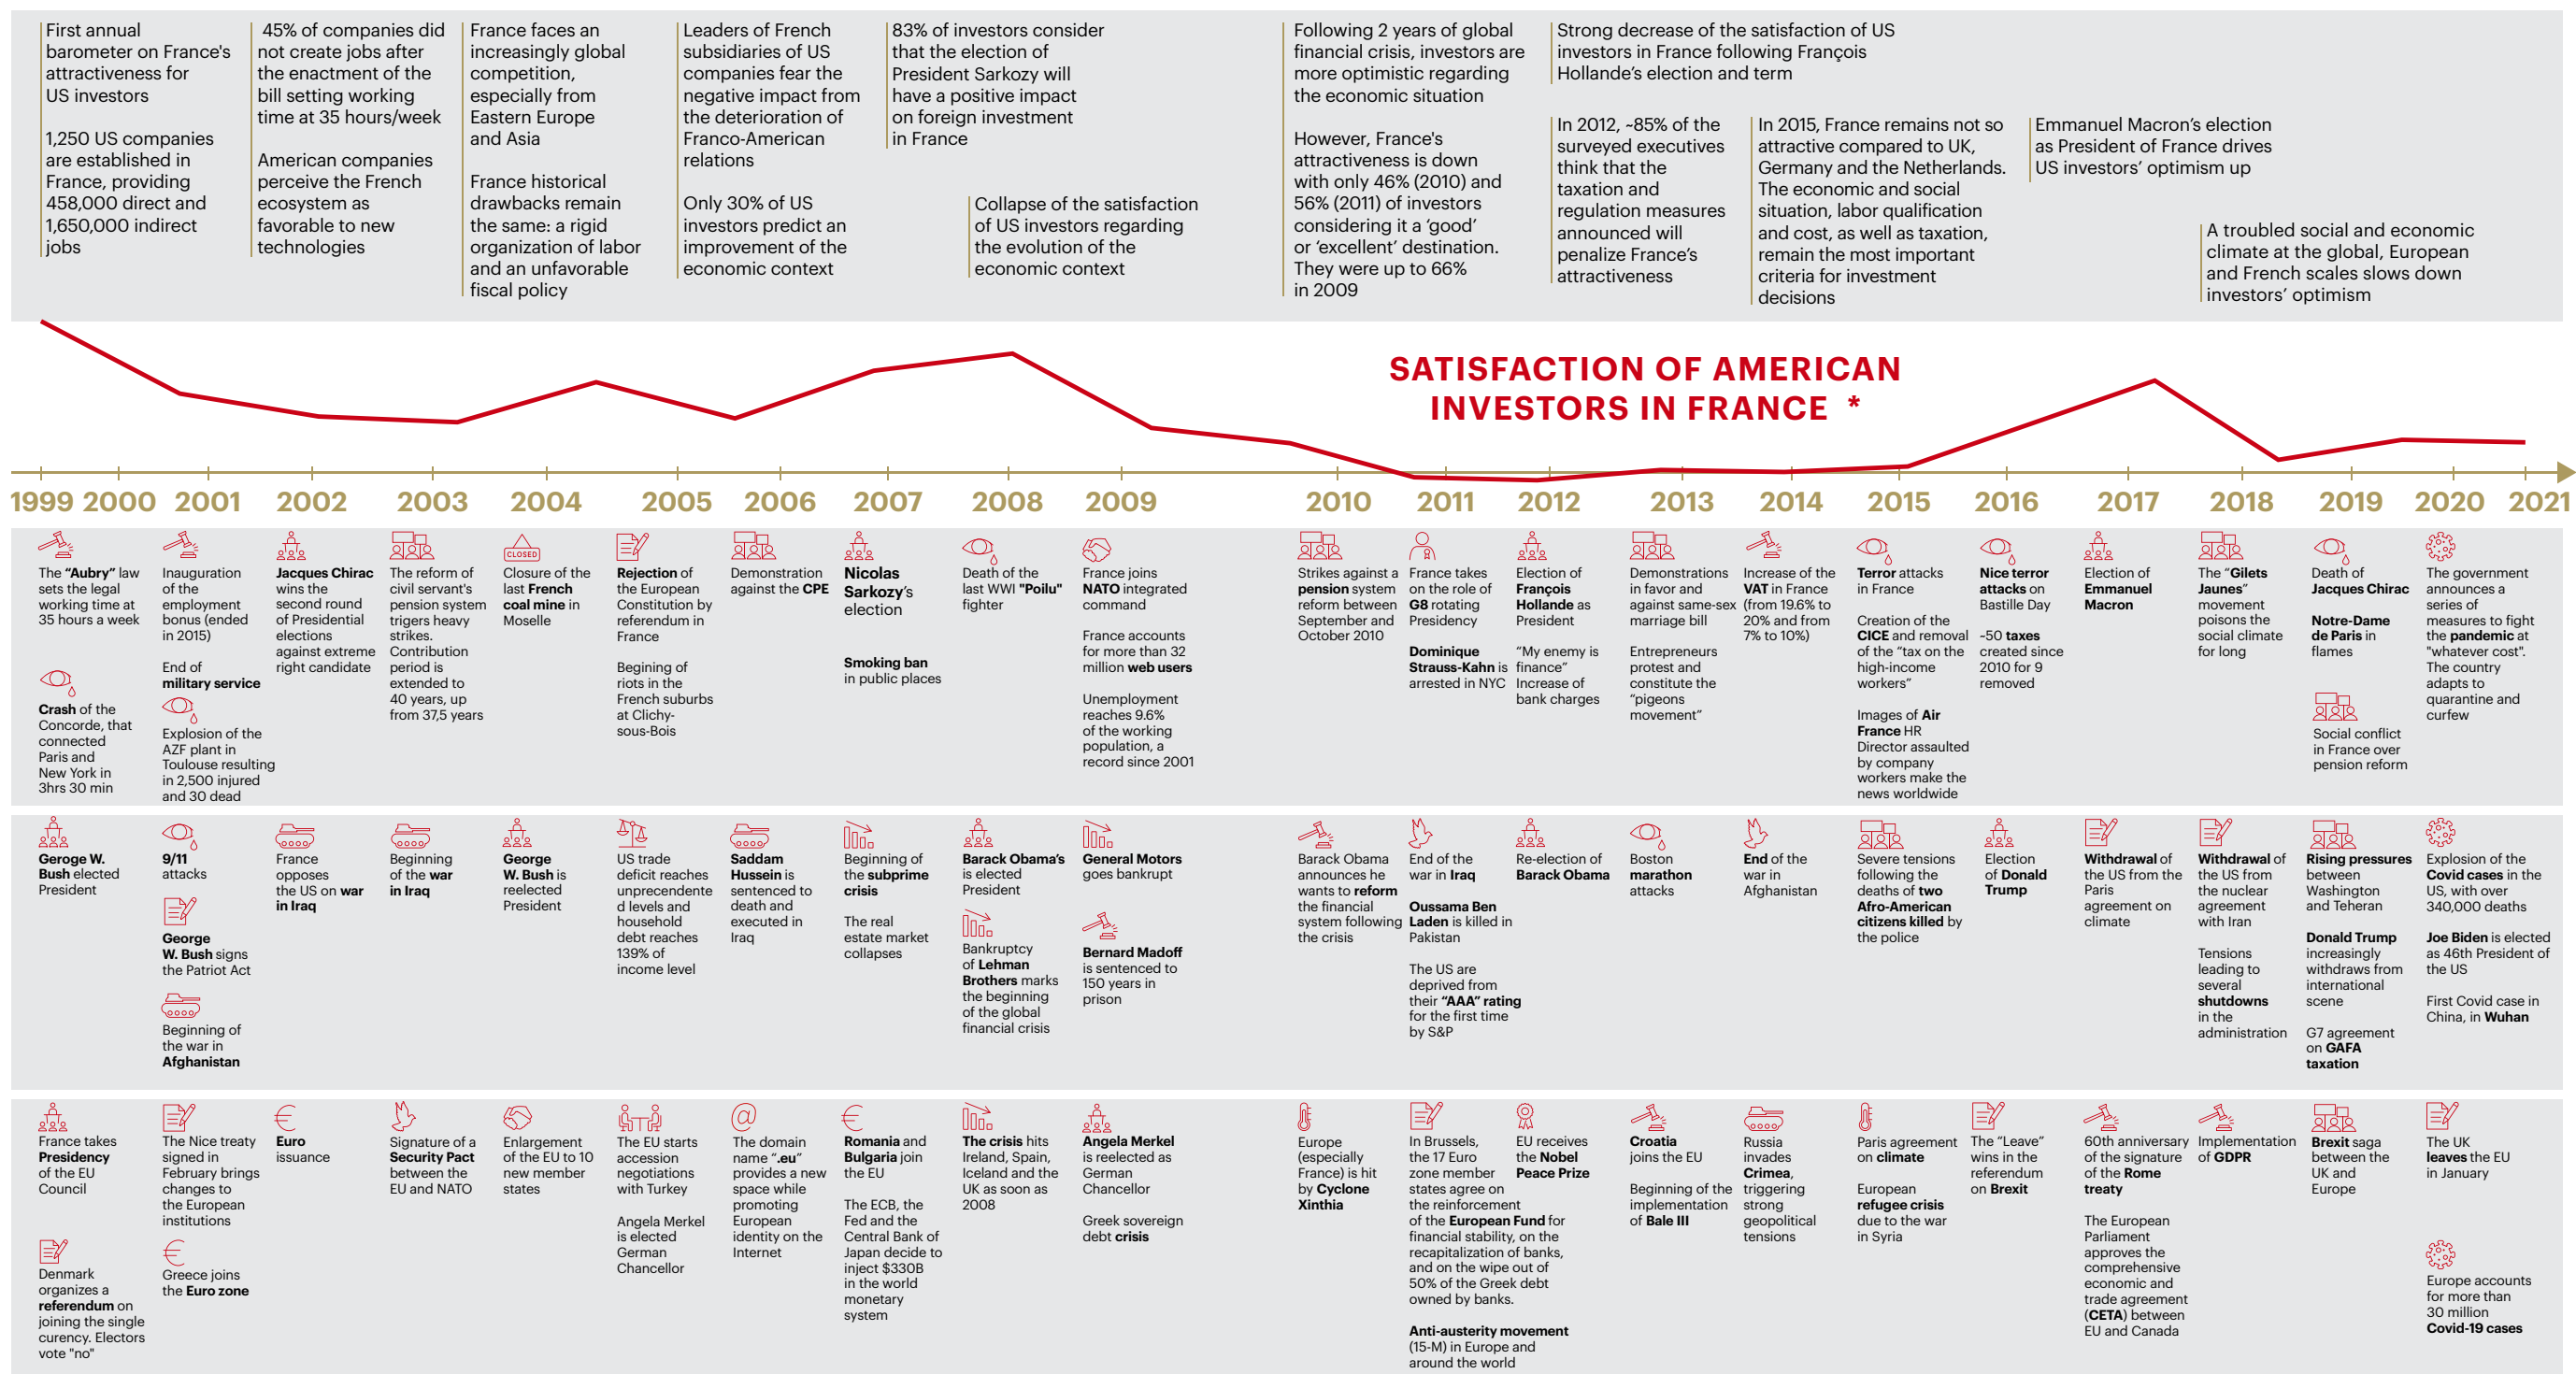 First annual
barometer on France's
attractiveness for
US investors
1,250 US companies
are established in
France, providing
458,000 direct and
1,650,000 indirect
jobs
45% of companies did
not create jobs after
the enactment of the
bill setting working
time at 35 hours/week
American companies
perceive the French
ecosystem as
favorable to new
technologies
France faces an
increasingly global
competition,
especially from
Eastern Europe
and Asia
France historical
drawbacks remain
the same: a rigid
organization of labor
and an unfavorable
fiscal policy
Leaders of French
subsidiaries of US
companies fear the
negative impact from
the deterioration of
Franco-American
relations
Only 30% of US
investors predict an
improvement of the
economic context
83% of investors consider
that the election of
President Sarkozy will
have a positive impact
on foreign investment
in France
Collapse of the satisfaction
of US investors regarding
the evolution of the
economic context
Following 2 years of global
financial crisis, investors are
more optimistic regarding
the economic situation
However, France's
attractiveness is down
with only 46% (2010) and
56% (2011) of investors
considering it a ‘good’
or ‘excellent’ destination.
They were up to 66%
in 2009
Strong decrease of the satisfaction of US
investors in France following François
Hollande’s election and term
In 2012, ~85% of the
surveyed executives
think that the
taxation and
regulation measures
announced will
penalize France’s
attractiveness
In 2015, France remains not so
attractive compared to UK,
Germany and the Netherlands.
The economic and social
situation, labor qualification
and cost, as well as taxation,
remain the most important
criteria for investment
decisions
Emmanuel Macron’s election
as President of France drives
US investors’ optimism up
A troubled social and economic
climate at the global, European
and French scales slows down
investors’ optimism
SATISFACTION OF AMERICAN
INVESTORS IN FRANCE *
1999 2000 2001 2002 2003 2004 2005 2006 2007 2008 2009 2010 2011 2012 2013 2014 2015 2016 2017 2018 2019 2020 2021
The “Aubry” law
sets the legal
working time at
35 hours a week
Crash of the
Concorde, that
connected
Paris and
New York in
3hrs 30 min
Inauguration
of the
employment
bonus (ended
in 2015)
End of
military service
Explosion of the
AZF plant in
Toulouse resulting
in 2,500 injured
and 30 dead
Jacques Chirac
wins the
second round
of Presidential
elections
against extreme
right candidate
The reform of
civil servant's
pension system
trigers heavy
strikes.
Contribution
period is
extended to
40 years, up
from 37,5 years
CLOSED
Closure of the
last French
coal mine in
Moselle
Rejection of
the European
Constitution by
referendum in
France
Begining of
riots in the
French suburbs
at Clichy-
sous-Bois
Demonstration
against the CPE
Nicolas
Sarkozy’s
election
Smoking ban
in public places
Death of the
last WWI "Poilu"
fighter
France joins
NATO integrated
command
France accounts
for more than 32
million web users
Unemployment
reaches 9.6%
of the working
population, a
record since 2001
Strikes against a
pension system
reform between
September and
October 2010
France takes
on the role of
G8 rotating
Presidency
Dominique
Strauss-Kahn is
arrested in NYC
Election of
François
Hollande as
President
“My enemy is
finance”
Increase of
bank charges
Demonstrations
in favor and
against same-sex
marriage bill
Entrepreneurs
protest and
constitute the
“pigeons
movement”
Increase of the
VAT in France
(from 19.6% to
20% and from
7% to 10%)
Terror attacks
in France
Creation of the
CICE and removal
of the “tax on the
high-income
workers”
Images of Air
France HR
Director assaulted
by company
workers make the
news worldwide
Nice terror
attacks on
Bastille Day
~50 taxes
created since
2010 for 9
removed
Election of
Emmanuel
Macron
The “Gilets
Jaunes”
movement
poisons the
social climate
for long
Death of
Jacques Chirac
Notre-Dame
de Paris in
flames
Social conflict
in France over
pension reform
The government
announces a
series of
measures to fight
the pandemic at
"whatever cost".
The country
adapts to
quarantine and
curfew
Geroge W.
Bush elected
President
9/11
attacks
George
W. Bush signs
the Patriot Act
Beginning of
the war in
Afghanistan
France
opposes
the US on war
in Iraq
Beginning
of the war
in Iraq
George
W. Bush is
reelected
President
US trade
deficit reaches
unprecendente
d levels and
household
debt reaches
139% of
income level
Saddam
Hussein is
sentenced to
death and
executed in
Iraq
Beginning of
the subprime
crisis
The real
estate market
collapses
Barack Obama’s
is elected
President
Bankruptcy
of Lehman
Brothers marks
the beginning
of the global
financial crisis
General Motors
goes bankrupt
Bernard Madoff
is sentenced to
150 years in
prison
Barack Obama
announces he
wants to reform
the financial
system following
the crisis
End of the
war in Iraq
Oussama Ben
Laden is killed in
Pakistan
The US are
deprived from
their “AAA” rating
for the first time
by S&P
Re-election of
Barack Obama
Boston
marathon
attacks
End of the
war in
Afghanistan
Severe tensions
following the
deaths of two
Afro-American
citizens killed by
the police
Election
of Donald
Trump
Withdrawal of
the US from the
Paris
agreement on
climate
Withdrawal of
the US from
the nuclear
agreement
with Iran
Tensions
leading to
several
shutdowns
in the
administration
Rising pressures
between
Washington
and Teheran
Donald Trump
increasingly
withdraws from
international
scene
G7 agreement
on GAFA
taxation
Explosion of the
Covid cases in the
US, with over
340,000 deaths
Joe Biden is elected
as 46th President of
the US
First Covid case in
China, in Wuhan
France takes
Presidency
of the EU
Council
Denmark
organizes a
referendum on
joining the single
curency. Electors
vote "no"
The Nice treaty
signed in
February brings
changes to
the European
institutions
€
Greece joins
the Euro zone
€
Euro
issuance
Signature of a
Security Pact
between the
EU and NATO
Enlargement
of the EU to 10
new member
states
The EU starts
accession
negotiations
with Turkey
Angela Merkel
is elected
German
Chancellor
@
The domain
name “.eu”
provides a new
space while
promoting
European
identity on the
Internet
€
Romania and
Bulgaria join
the EU
The ECB, the
Fed and the
Central Bank of
Japan decide to
inject $330B
in the world
monetary
system
The crisis hits
Ireland, Spain,
Iceland and the
UK as soon as
2008
Angela Merkel
is reelected as
German
Chancellor
Greek sovereign
debt crisis
Europe
(especially
France) is hit
by Cyclone
Xinthia
In Brussels,
the 17 Euro
zone member
states agree on
the reinforcement
of the European Fund for
financial stability, on the
recapitalization of banks,
and on the wipe out of
50% of the Greek debt
owned by banks.
Anti-austerity movement
(15-M) in Europe and
around the world
EU receives
the Nobel
Peace Prize
Croatia
joins the EU
Beginning of the
implementation
of Bale III
Russia
invades
Crimea,
triggering
strong
geopolitical
tensions
Paris agreement
on climate
European
refugee crisis
due to the war
in Syria
The “Leave”
wins in the
referendum
on Brexit
60th anniversary
of the signature
of the Rome
treaty
The European
Parliament
approves the
comprehensive
economic and
trade agreement
(CETA) between
EU and Canada
Implementation
of GDPR
Brexit saga
between the
UK and
Europe
The UK
leaves the EU
in January
Europe accounts
for more than
30 million
Covid-19 cases